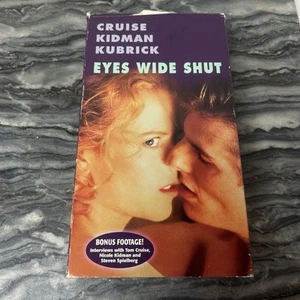 CRUISE
KIDMAN
KUBRICK
EYES WIDE SHUT
BONUS FOOTAGE!
Interviews with Tom Cruise,
Nicole Kidman and
Steven Spielberg